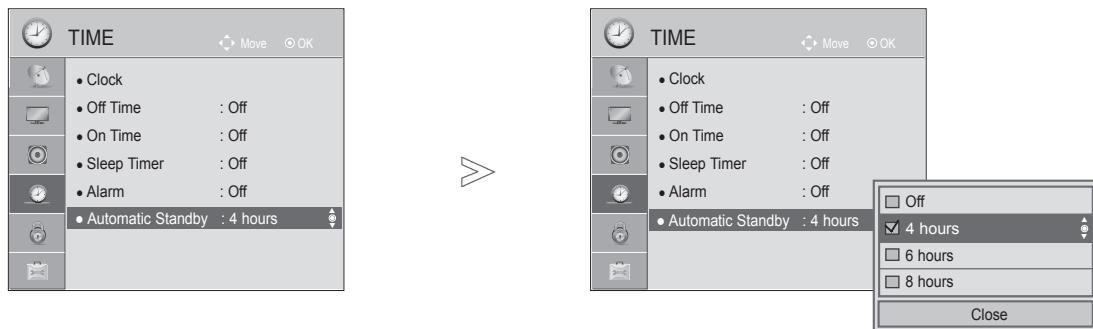 TIME Move OK
• Clock
• Off Time : Off
• On Time : Off
• Sleep Timer : Off
• Alarm : Off
• Automatic Standby : 4 hours
TIME Move OK
• Clock
• Off Time : Off
• On Time : Off
• Sleep Timer : Off
• Alarm : Off
• Automatic Standby : 4 hours
Off
4 hours
6 hours
8 hours
Close